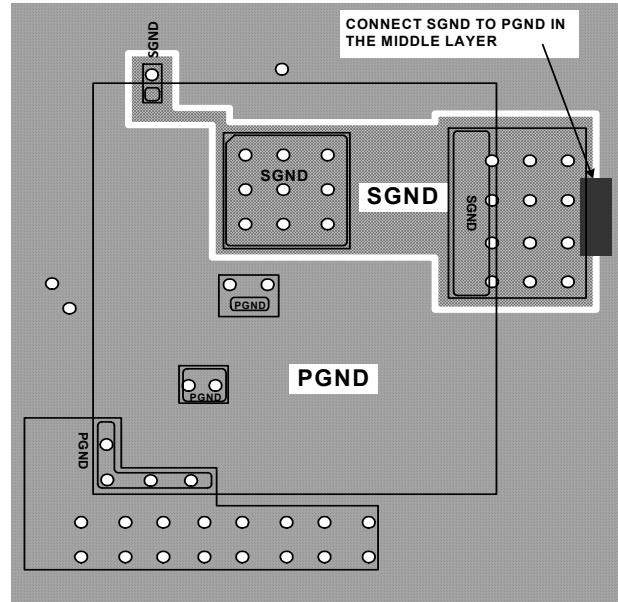 CONNECT SGND TO PGND IN
THE MIDDLE LAYER
SGND
SGND
SGND
SGND
PGND
PGND
PGND
PGND